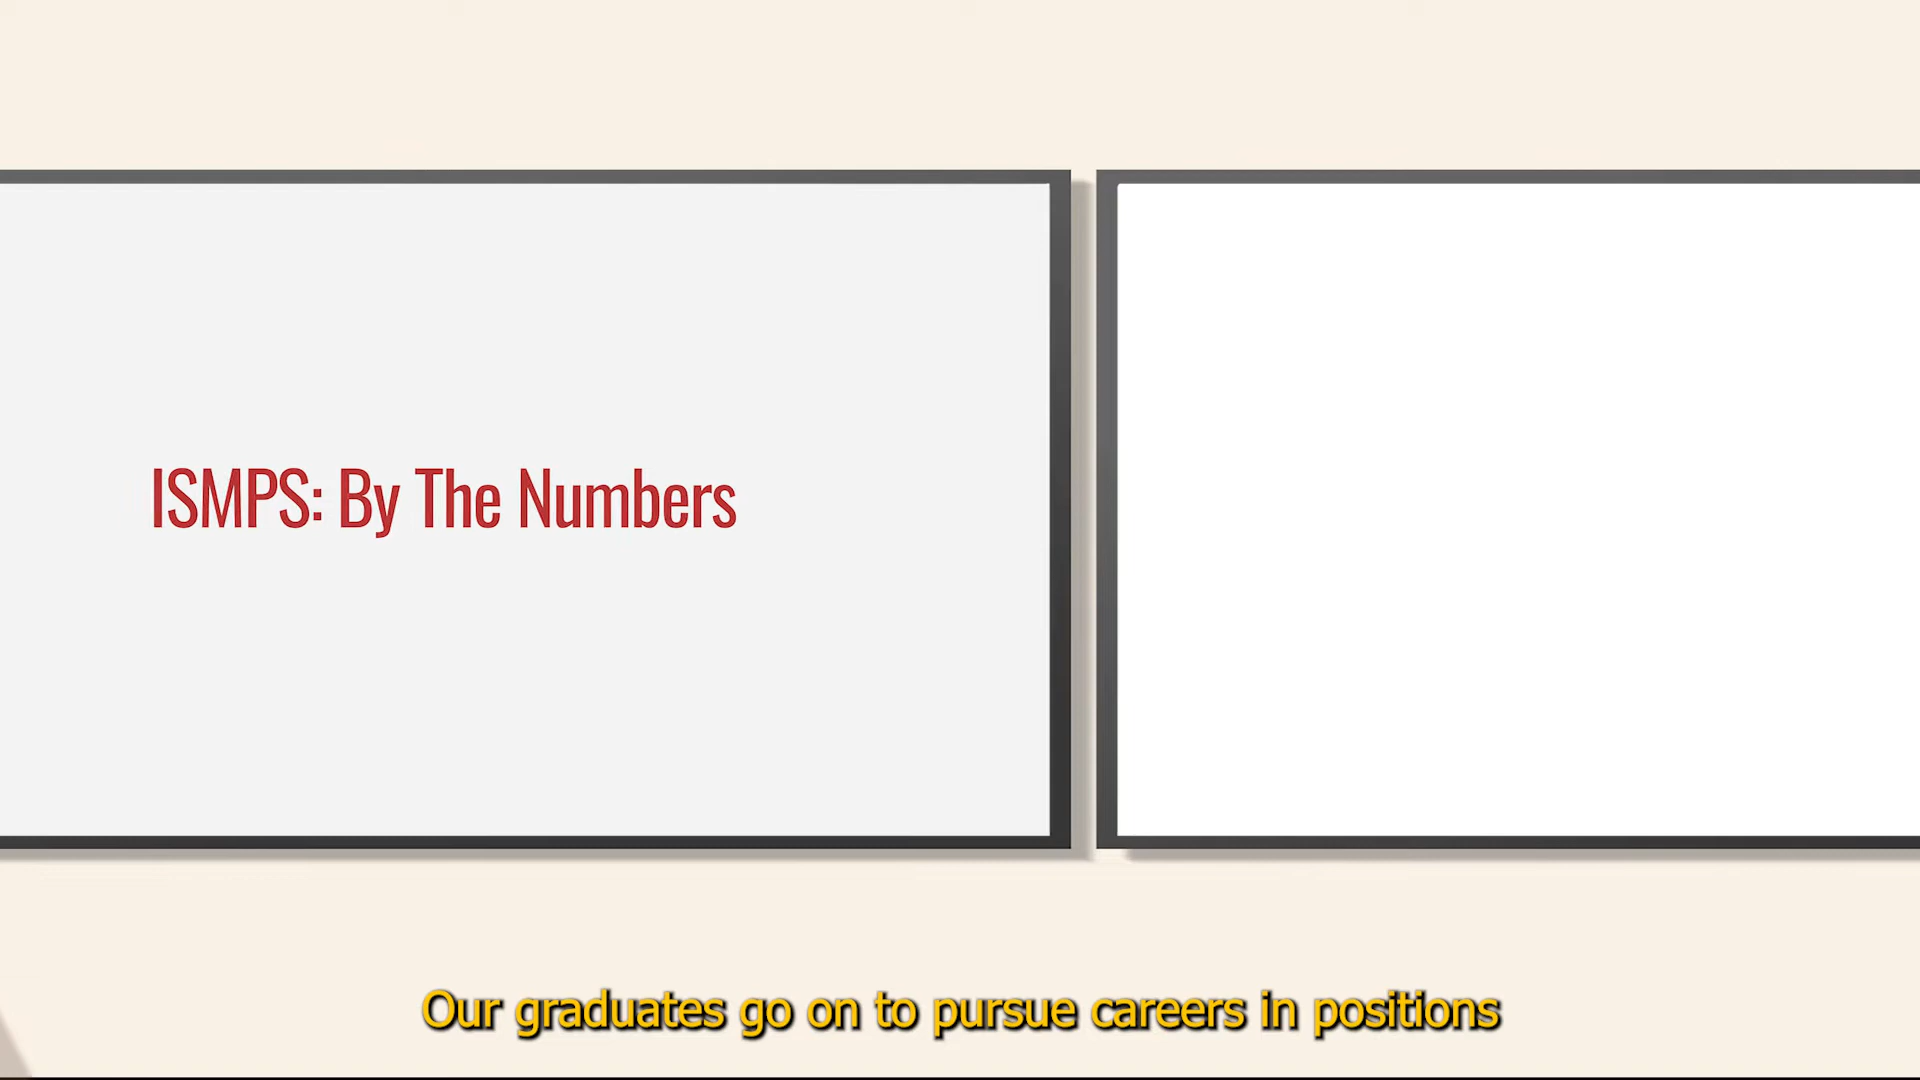 ISMPS: By The Numbers
Our graduates go on to pursue careers in positions